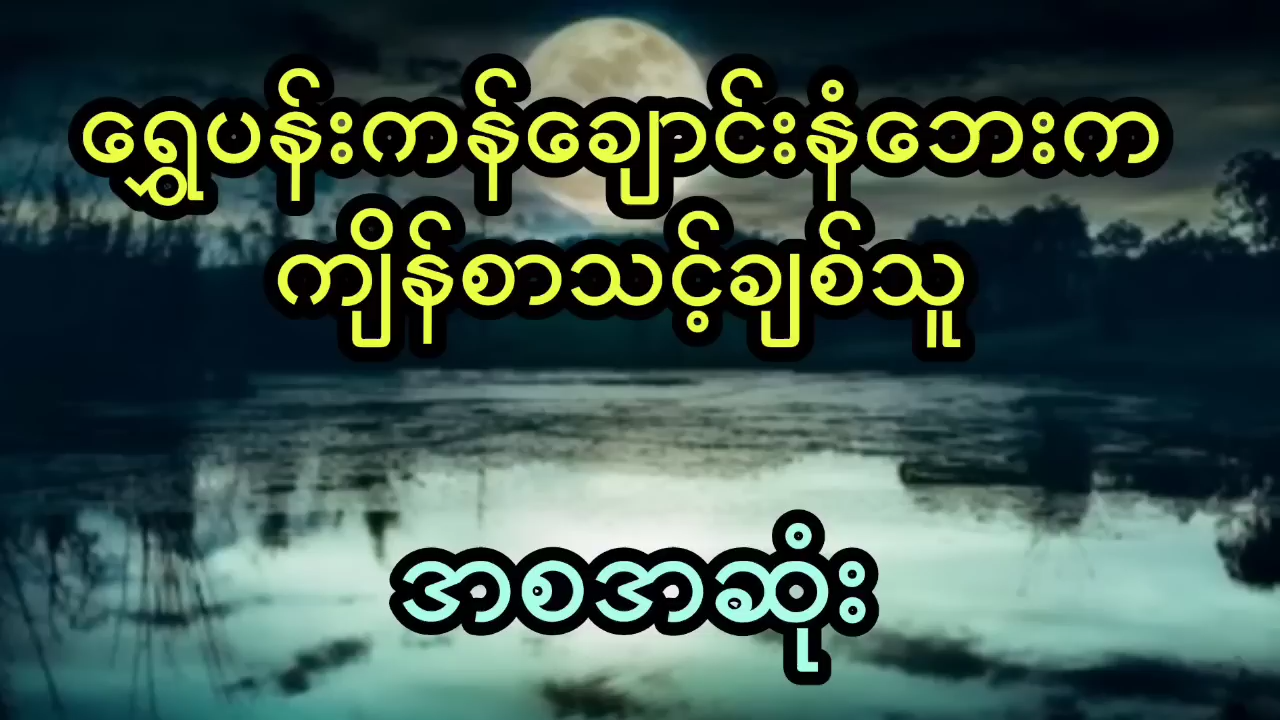 ရွှေပန်းကန်ချောင်းနံဘေးက
ကျိန်စာသင့်ချစ်သူ
အစအဆုံး